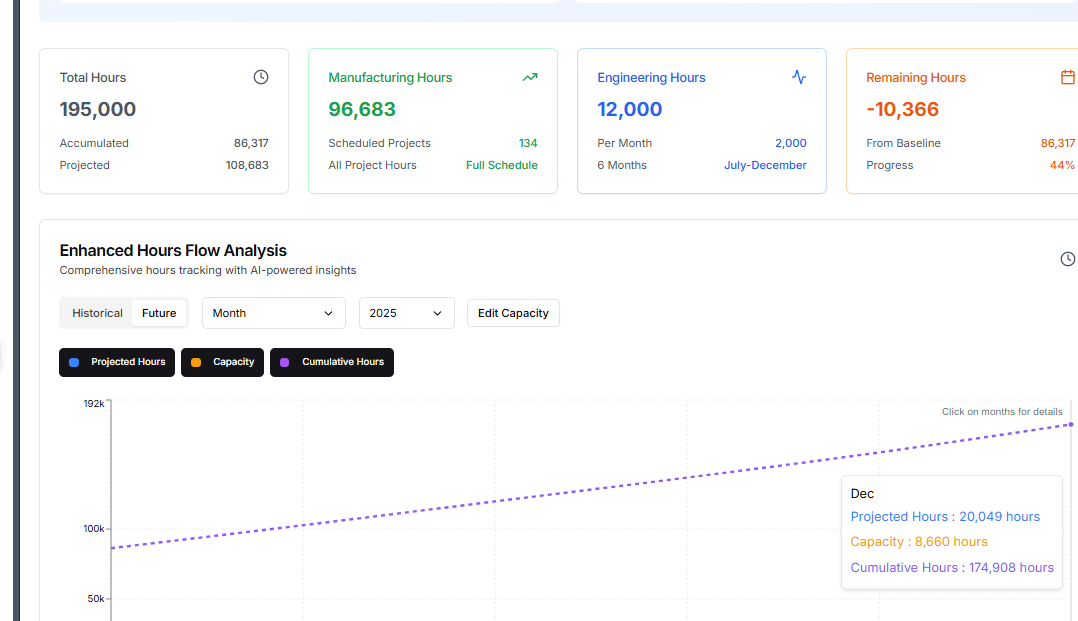 Total Hours
195,000
Accumulated 86,317
Projected 108,683
Manufacturing Hours
96,683
Scheduled Projects 134
All Project Hours Full Schedule
Engineering Hours
12,000
Per Month 2,000
6 Months July-December
Remaining Hours
-10,366
From Baseline 86,317
Progress 44%
Enhanced Hours Flow Analysis
Comprehensive hours tracking with AI-powered insights
Historical Future Month 2025 Edit Capacity
Projected Hours Capacity Cumulative Hours
192k
Click on months for details
100k
50k
Dec
Projected Hours : 20,049 hours
Capacity : 8,660 hours
Cumulative Hours : 174,908 hours